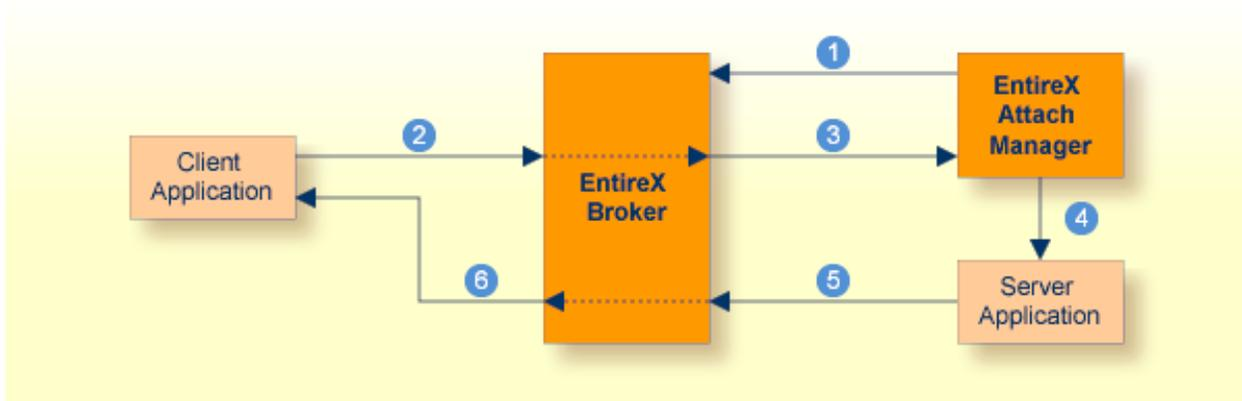 1
EntireX
Attach
Manager
2
3
Client
Application
EntireX
Broker
4
6
5
Server
Application